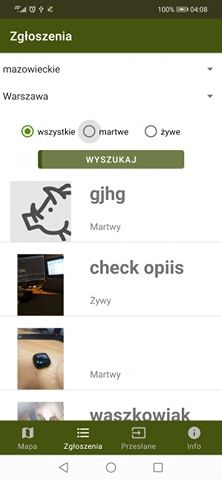 100% 04:08
Zgłoszenia
mazowieckie
Warszawa
wszystkie martwe żywe
WYSZUKAJ
gjhg
Martwy
check opiis
Żywy
Martwy
waszkowiak
Mapa Zgłoszenia Przesłane Info